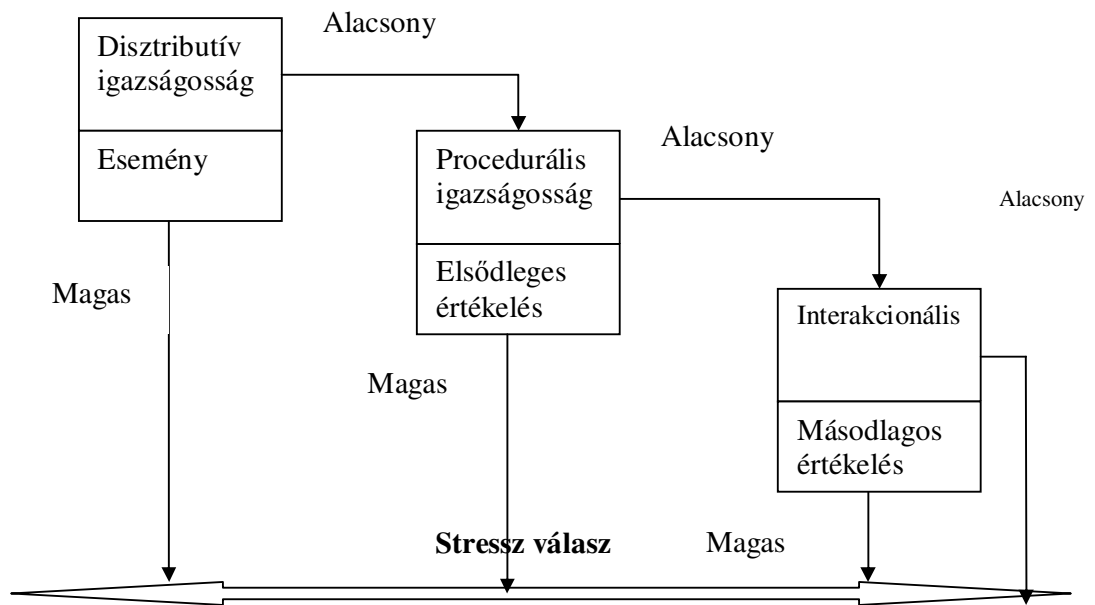 Alacsony
Disztributív
igazságosság
Esemény
Alacsony
Procedurális
igazságosság
Elsődleges
értékelés
Alacsony
Magas
Interakcionális
Magas
Másodlagos
értékelés
Stressz válasz
Magas